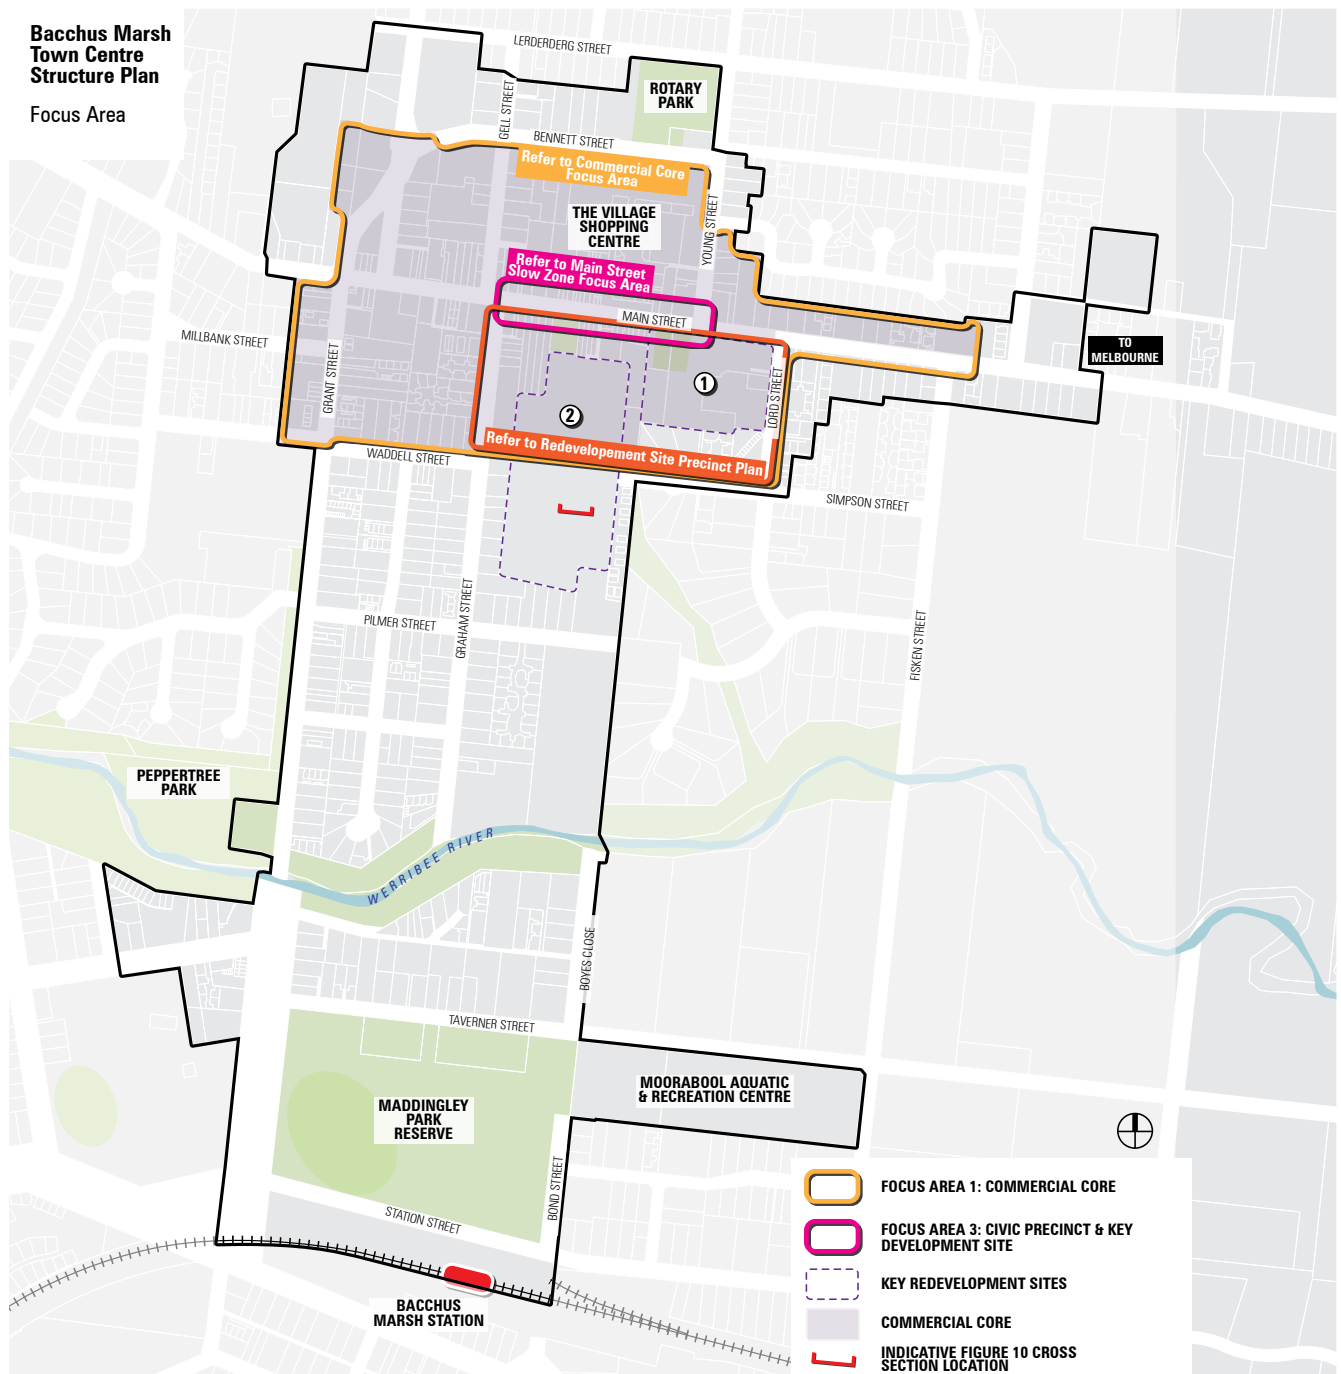 Bacchus Marsh
Town Centre
Structure Plan
Focus Area
LERDERDERG STREET
ROTARY
PARK
GELL STREET
BENNETT STREET
Refer to Commercial Core
Focus Area
THE VILLAGE
SHOPPING
CENTRE
YOUNG STREET
Refer to Main Street
Slow Zone Focus Area
MAIN STREET
MILLBANK STREET
GRANT STREET
TO
MELBOURNE
1
LORD STREET
2
Refer to Redevelopement Site Precinct Plan
WADDELL STREET
SIMPSON STREET
PILMER STREET
GRAHAM STREET
FISKEN STREET
PEPPERTREE
PARK
WERRIBEE RIVER
BOYES CLOSE
TAVERNER STREET
MOORABOOL AQUATIC
& RECREATION CENTRE
MADDINGLEY
PARK
RESERVE
BOND STREET
STATION STREET
BACCHUS
MARSH STATION
FOCUS AREA 1: COMMERCIAL CORE
FOCUS AREA 3: CIVIC PRECINCT & KEY
DEVELOPMENT SITE
KEY REDEVELOPMENT SITES
COMMERCIAL CORE
INDICATIVE FIGURE 10 CROSS
SECTION LOCATION